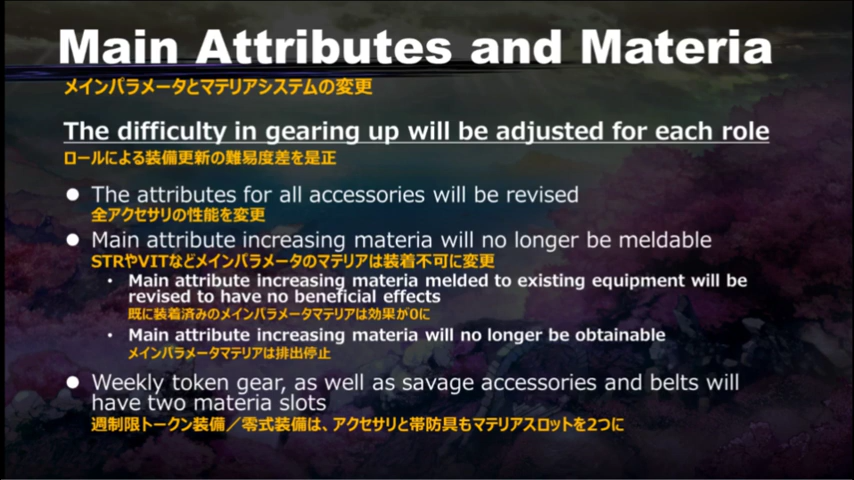 Main Attributes and Materia
メインパラメータとマテリアシステムの変更
The difficulty in gearing up will be adjusted for each role
ロールによる装備更新の難易度差を是正
● The attributes for all accessories will be revised
全アクセサリの性能を変更
● Main attribute increasing materia will no longer be meldable
STRやVITなどメインパラメータのマテリアは装着不可に変更
・ Main attribute increasing materia melded to existing equipment will be
revised to have no beneficial effects
既に装着済みのメインパラメータマテリアは効果が0に
・ Main attribute increasing materia will no longer be obtainable
メインパラメータマテリアは排出停止
● Weekly token gear, as well as savage accessories and belts will
have two materia slots
週制限トークン装備／零式装備は、アクセサリと帯防具もマテリアスロットを2つに